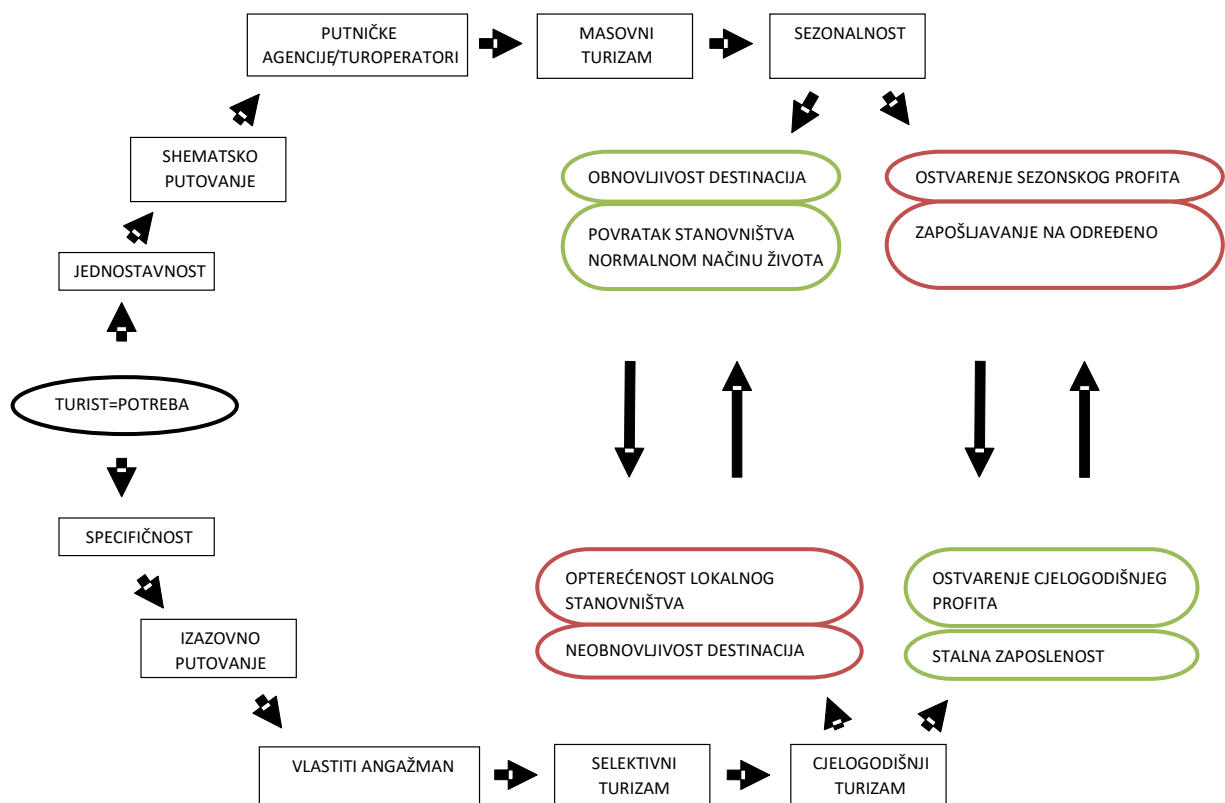 PUTNIČKE
AGENCIJE/TUROPERATORI
MASOVNI
TURIZAM
SEZONALNOST
SHEMATSKO
PUTOVANJE
OBNOVLJIVOST DESTINACIJA
OSTVARENJE SEZONSKOG PROFITA
POVRATAK STANOVNIŠTVA
NORMALNOM NAČINU ŽIVOTA
ZAPOŠLJAVANJE NA ODREĐENO
JEDNOSTAVNOST
TURIST=POTREBA
SPECIFIČNOST
OPTEREĆENOST LOKALNOG
STANOVNIŠTVA
OSTVARENJE CJELOGODIŠNJEG
PROFITA
IZAZOVNO
PUTOVANJE
NEOBNOVLJIVOST DESTINACIJA
STALNA ZAPOSLENOST
VLASTITI ANGAŽMAN
SELEKTIVNI
TURIZAM
CJELOGODIŠNJI
TURIZAM